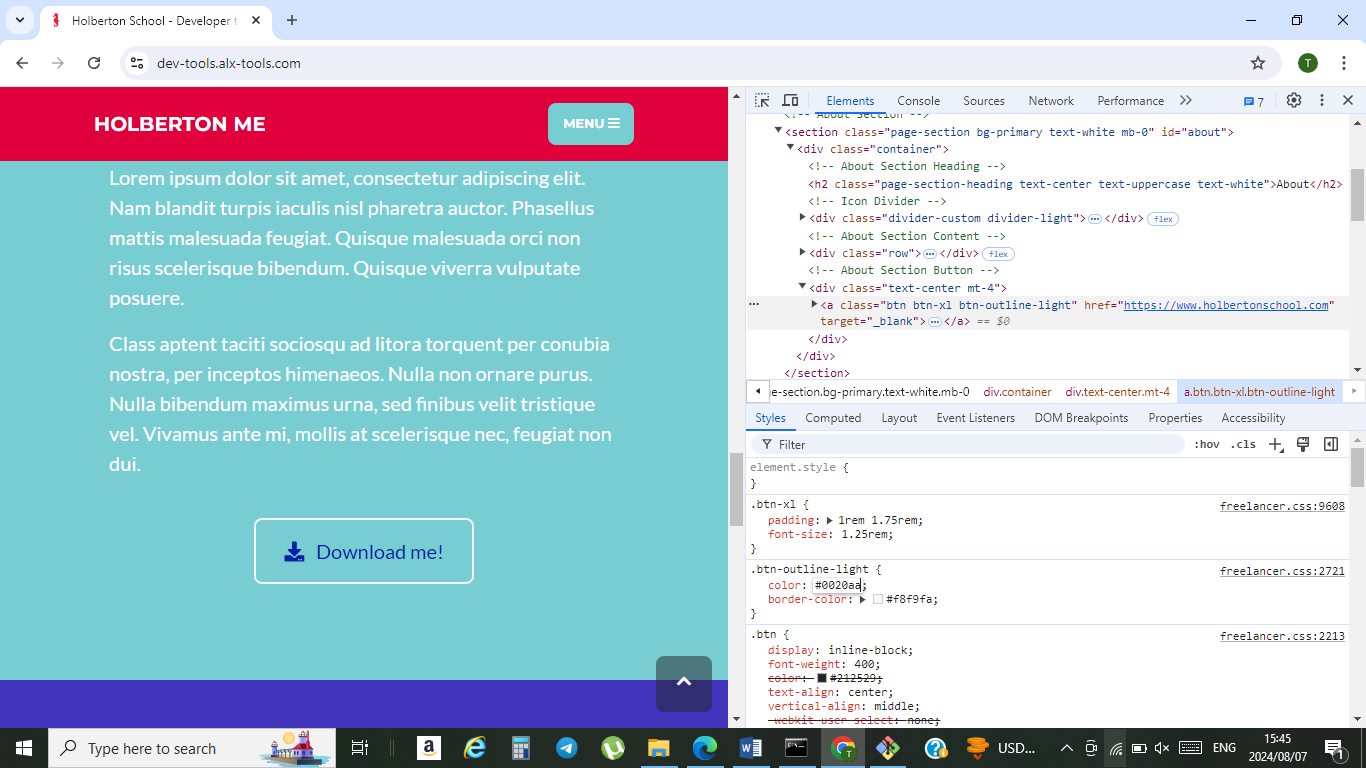 Holberton School - Developer t
dev-tools.alx-tools.com
T
HOLBERTON ME
MENU
Lorem ipsum dolor sit amet, consectetur adipiscing elit.
Nam blandit turpis iaculis nisl pharetra auctor. Phasellus
mattis malesuada feugiat. Quisque malesuada orci non
risus scelerisque bibendum. Quisque viverra vulputate
posuere.
Class aptent taciti sociosqu ad litora torquent per conubia
nostra, per inceptos himenaeos. Nulla non ornare purus.
Nulla bibendum maximus urna, sed finibus velit tristique
vel. Vivamus ante mi, mollis at scelerisque nec, feugiat non
dui.
Download me!
Elements Console Sources Network Performance 7
<!-- About Section -->
<section class="page-section bg-primary text-white mb-0" id="about">
<div class="container">
<!-- About Section Heading -->
<h2 class="page-section-heading text-center text-uppercase text-white">About</h2>
<!-- Icon Divider -->
<div class="divider-custom divider-light">…</div> flex
<!-- About Section Content -->
<div class="row">…</div> flex
<!-- About Section Button -->
<div class="text-center mt-4">
<a class="btn btn-xl btn-outline-light" href="https://www.holbertonschool.com"
target="_blank">…</a> == $0
</div>
</div>
</section>
e-section.bg-primary.text-white.mb-0 div.container div.text-center.mt-4 a.btn.btn-xl.btn-outline-light
Styles Computed Layout Event Listeners DOM Breakpoints Properties Accessibility
Filter :hov .cls
element.style {
}
.btn-xl { freelancer.css:9608
padding: 1rem 1.75rem;
font-size: 1.25rem;
}
.btn-outline-light { freelancer.css:2721
color: #0020aa;
border-color: #f8f9fa;
}
.btn { freelancer.css:2213
display: inline-block;
font-weight: 400;
color: #212529;
text-align: center;
vertical-align: middle;
-webkit-user-select: none;
Type here to search
USD...
ENG
15:45
2024/08/07
1